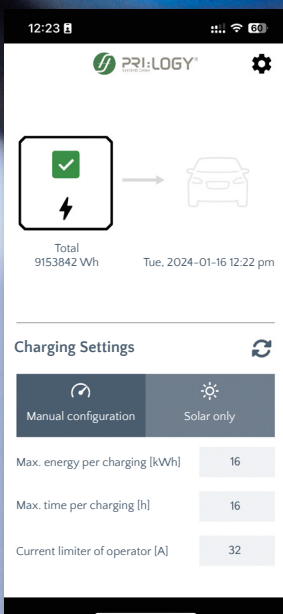 12:23
60
PRI:LOGY®
Total
9153842 Wh
Tue, 2024-01-16 12:22 pm
Charging Settings
Manual configuration
Solar only
Max. energy per charging [kWh]
16
Max. time per charging [h]
16
Current limiter of operator [A]
32